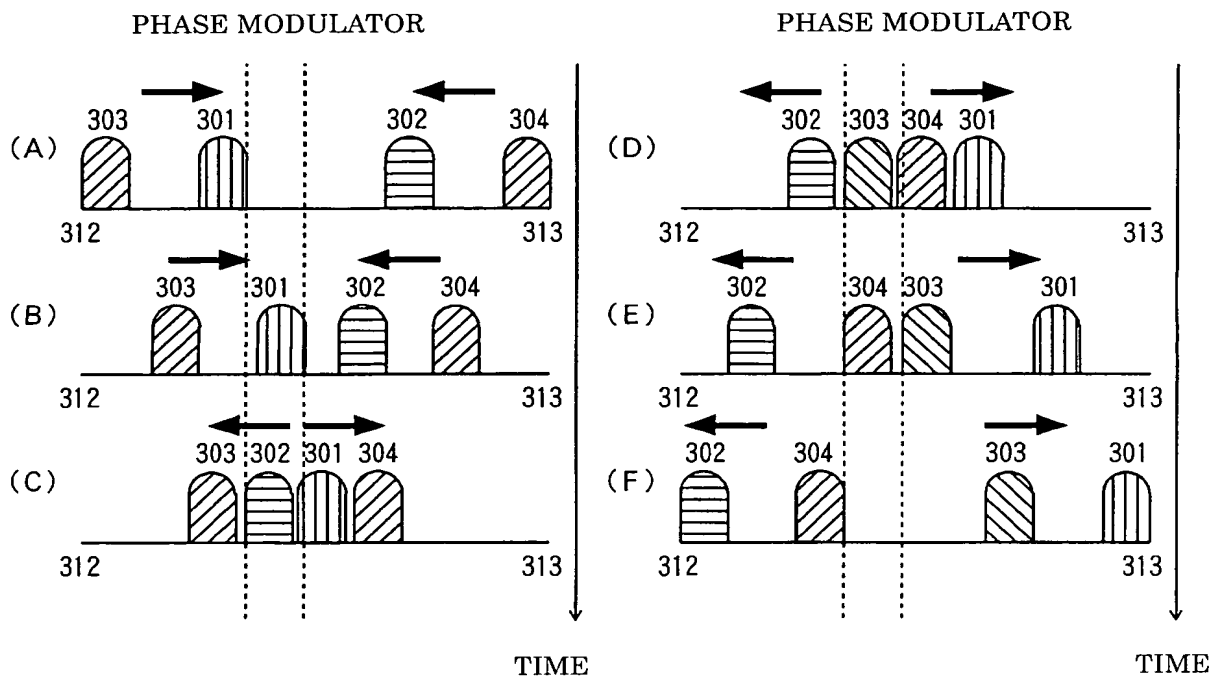 PHASE MODULATOR
303 301 302 304
(A)
312 313
303 301 302 304
(B)
312 313
303 302 301 304
(C)
312 313
TIME
PHASE MODULATOR
302 303 304 301
(D)
312 313
302 304 303 301
(E)
312 313
302 304 303 301
(F)
312 313
TIME